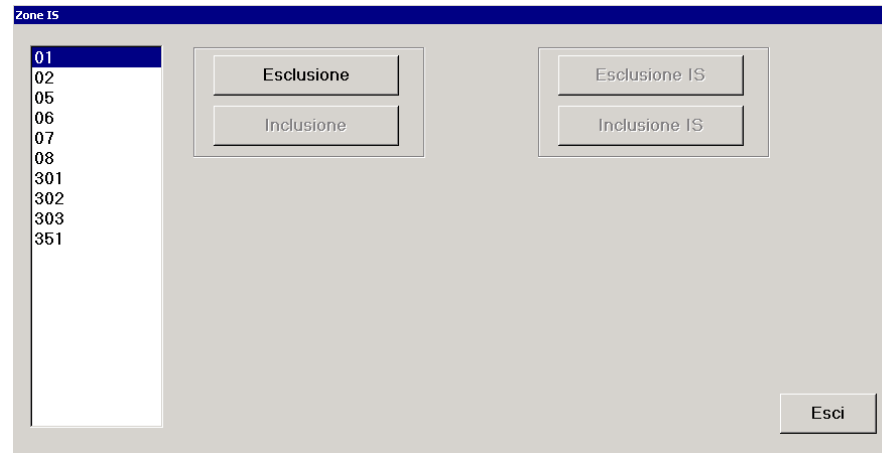 Zone IS
01
02
05
06
07
08
301
302
303
351
Esclusione
Inclusione
Esclusione IS
Inclusione IS
Esci